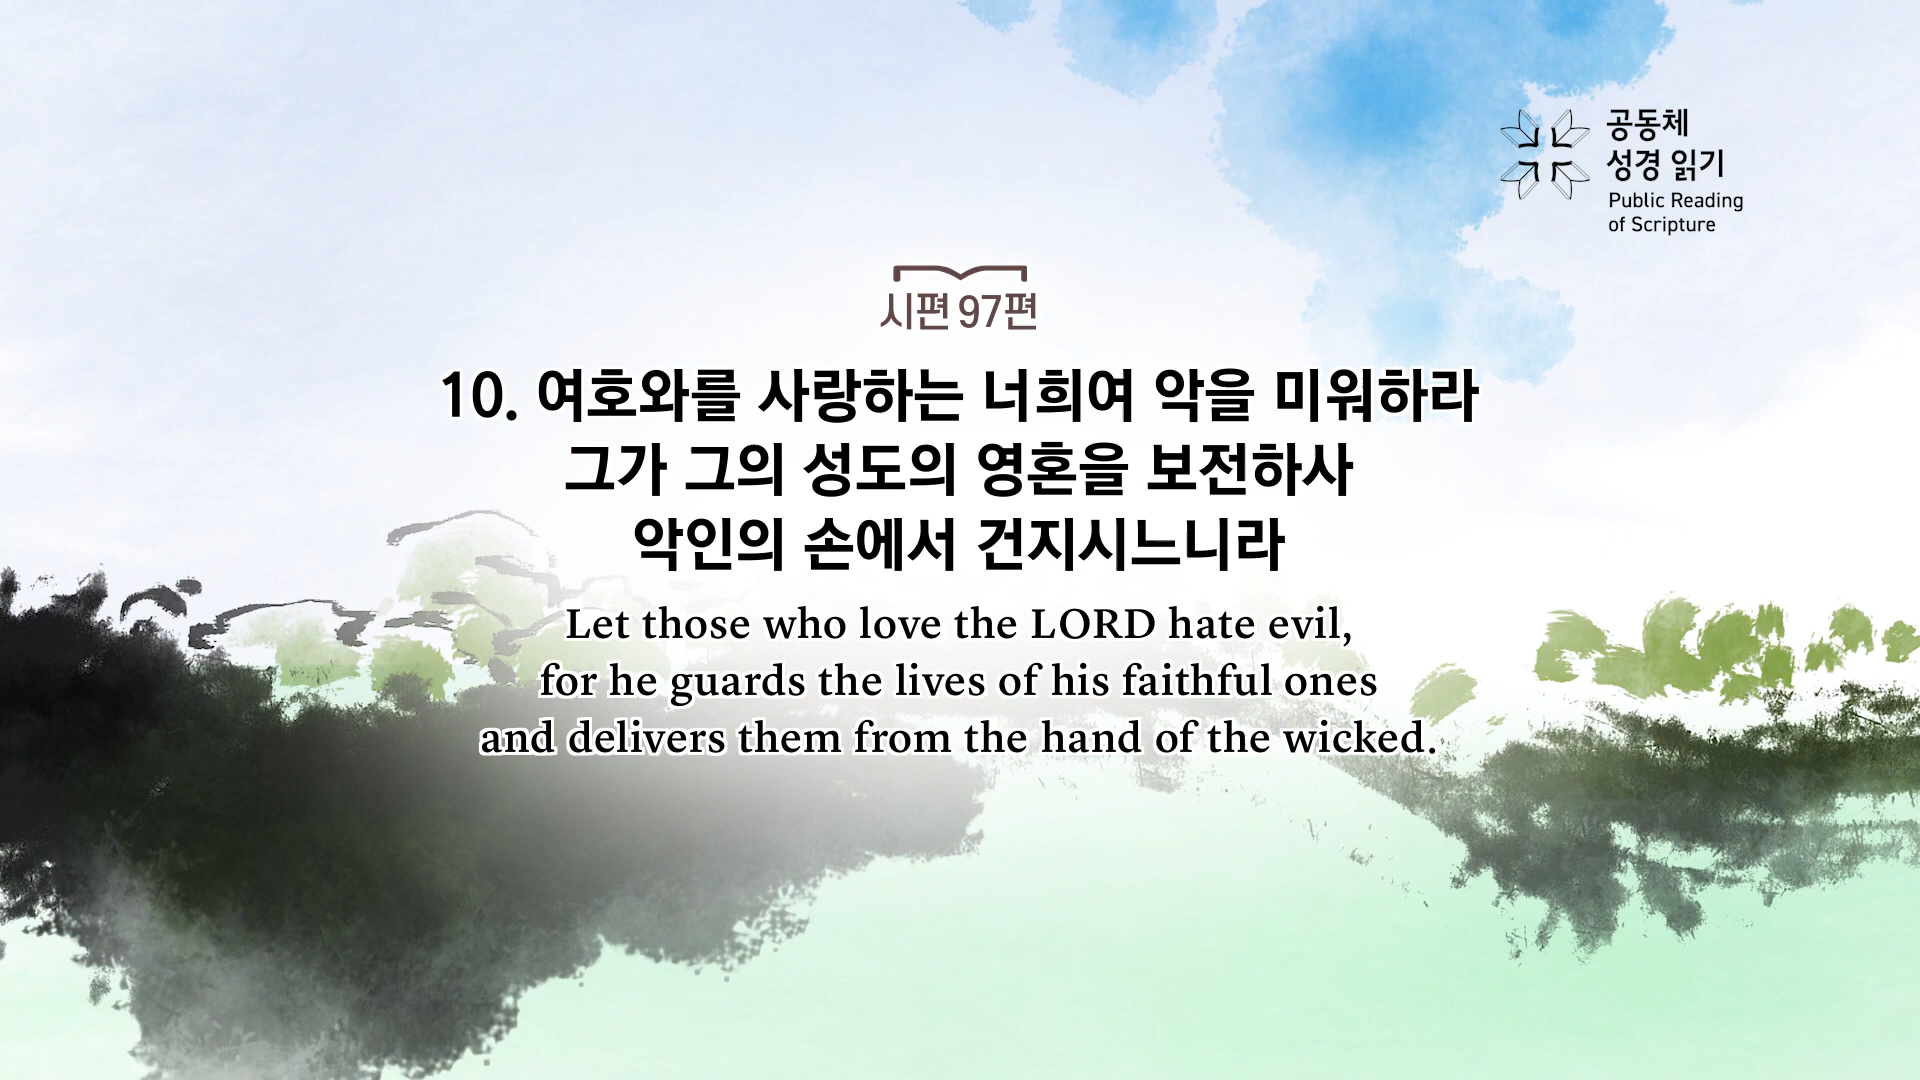 공동체
성경 읽기
Public Reading
of Scripture
시편 97편
10. 여호와를 사랑하는 너희여 악을 미워하라
그가 그의 성도의 영혼을 보전하사
악인의 손에서 건지시느니라
Let those who love the LORD hate evil,
for he guards the lives of his faithful ones
and delivers them from the hand of the wicked.